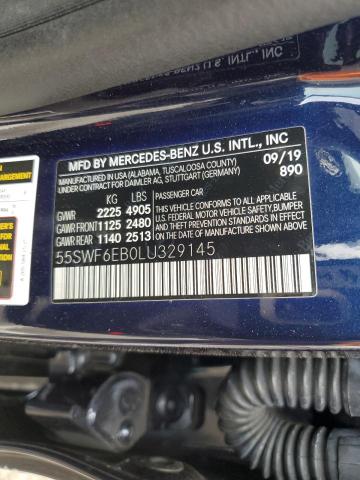 MFD BY MERCEDES-BENZ U.S. INTL., INC
MANUFACTURED IN USA (ALABAMA, TUSCALOOSA COUNTY)
UNDER CONTRACT FOR DAIMLER AG, STUTTGART (GERMANY)
09/19
890
KG LBS PASSENGER CAR
GVWR 2225 4905
GAWR FRONT 1125 2480
GAWR REAR 1140 2513
THIS VEHICLE CONFORMS TO ALL APPLICABLE
U.S. FEDERAL MOTOR VEHICLE SAFETY, BUMPER
AND THEFT PREVENTION STANDARDS IN EFFECT
ON THE DATE OF MANUFACTURE SHOWN ABOVE.
55SWF6EB0LU329145